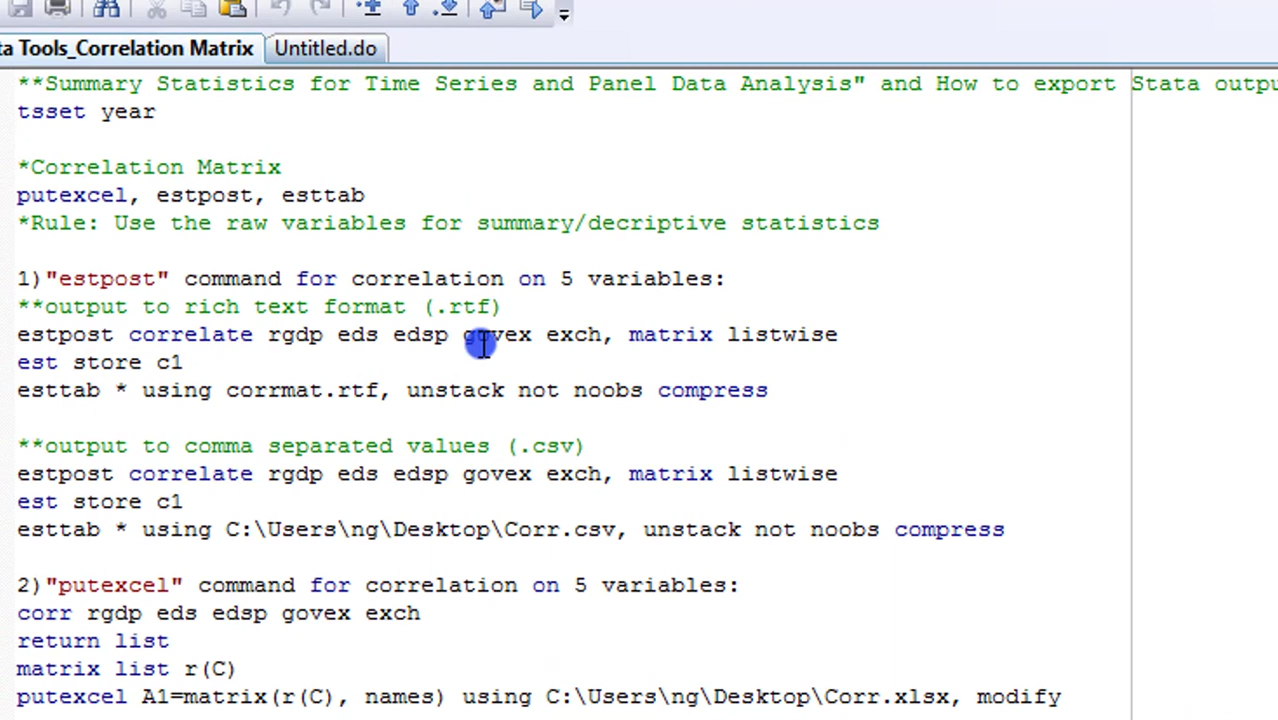 ta Tools_Correlation Matrix Untitled.do
**Summary Statistics for Time Series and Panel Data Analysis" and How to export Stata outpu
tsset year
*Correlation Matrix
putexcel, estpost, esttab
*Rule: Use the raw variables for summary/decriptive statistics
1)"estpost" command for correlation on 5 variables:
**output to rich text format (.rtf)
estpost correlate rgdp eds edsp govex exch, matrix listwise
est store c1
esttab * using corrmat.rtf, unstack not noobs compress
**output to comma separated values (.csv)
estpost correlate rgdp eds edsp govex exch, matrix listwise
est store c1
esttab * using C:\Users\ng\Desktop\Corr.csv, unstack not noobs compress
2)"putexcel" command for correlation on 5 variables:
corr rgdp eds edsp govex exch
return list
matrix list r(C)
putexcel A1=matrix(r(C), names) using C:\Users\ng\Desktop\Corr.xlsx, modify